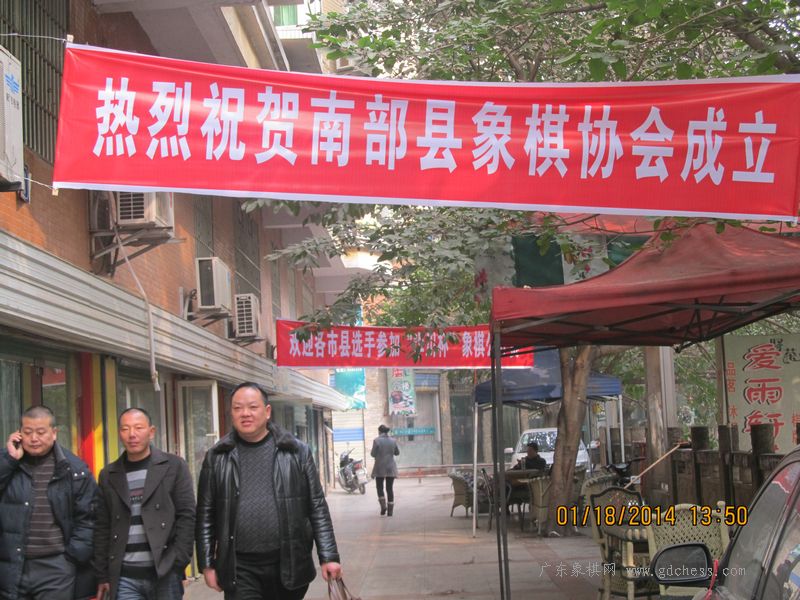 热烈祝贺南部县象棋协会成立
欢迎各市县选手参加
象棋公
爱雨轩
01/18/2014 13:50
广东象棋网 www.gdchess.com